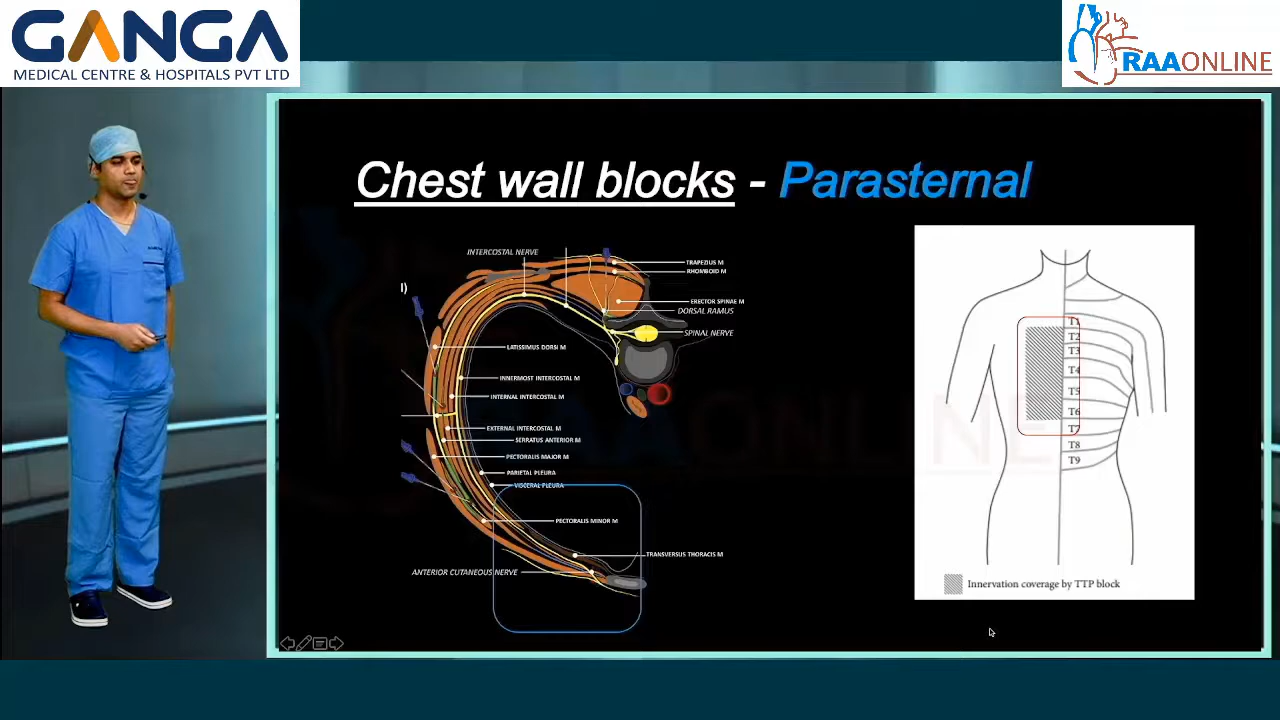 GANGA
MEDICAL CENTRE & HOSPITALS PVT LTD
RAAONLINE
Chest wall blocks - Parasternal
I)
INTERCOSTAL NERVE
TRAPEZIUS M
RHOMBOID M
ERECTOR SPINAE M
DORSAL RAMUS
SPINAL NERVE
LATISSIMUS DORSI M
INNERMOST INTERCOSTAL M
INTERNAL INTERCOSTAL M
EXTERNAL INTERCOSTAL M
SERRATUS ANTERIOR M
PECTORALIS MAJOR M
PARIETAL PLEURA
VISCERAL PLEURA
PECTORALIS MINOR M
TRANSVERSUS THORACIS M
ANTERIOR CUTANEOUS NERVE
T1
T2
T3
T4
T5
T6
T7
T8
T9
Innervation coverage by TTP block